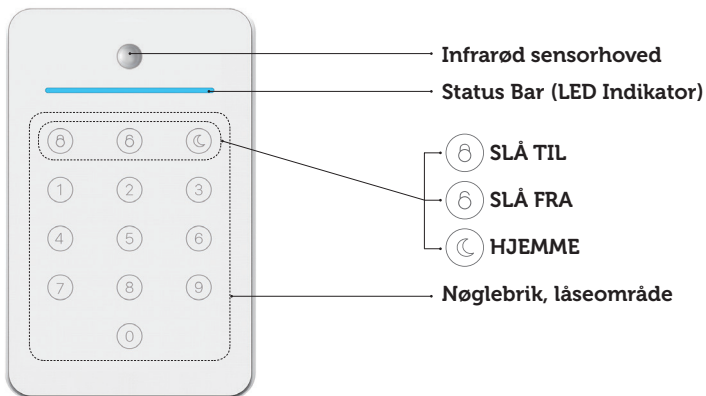 Infrarød sensorhoved
Status Bar (LED Indikator)
SLÅ TIL
SLÅ FRA
HJEMME
1 2 3
4 5 6
7 8 9
Nøglebrik, låseområde
0